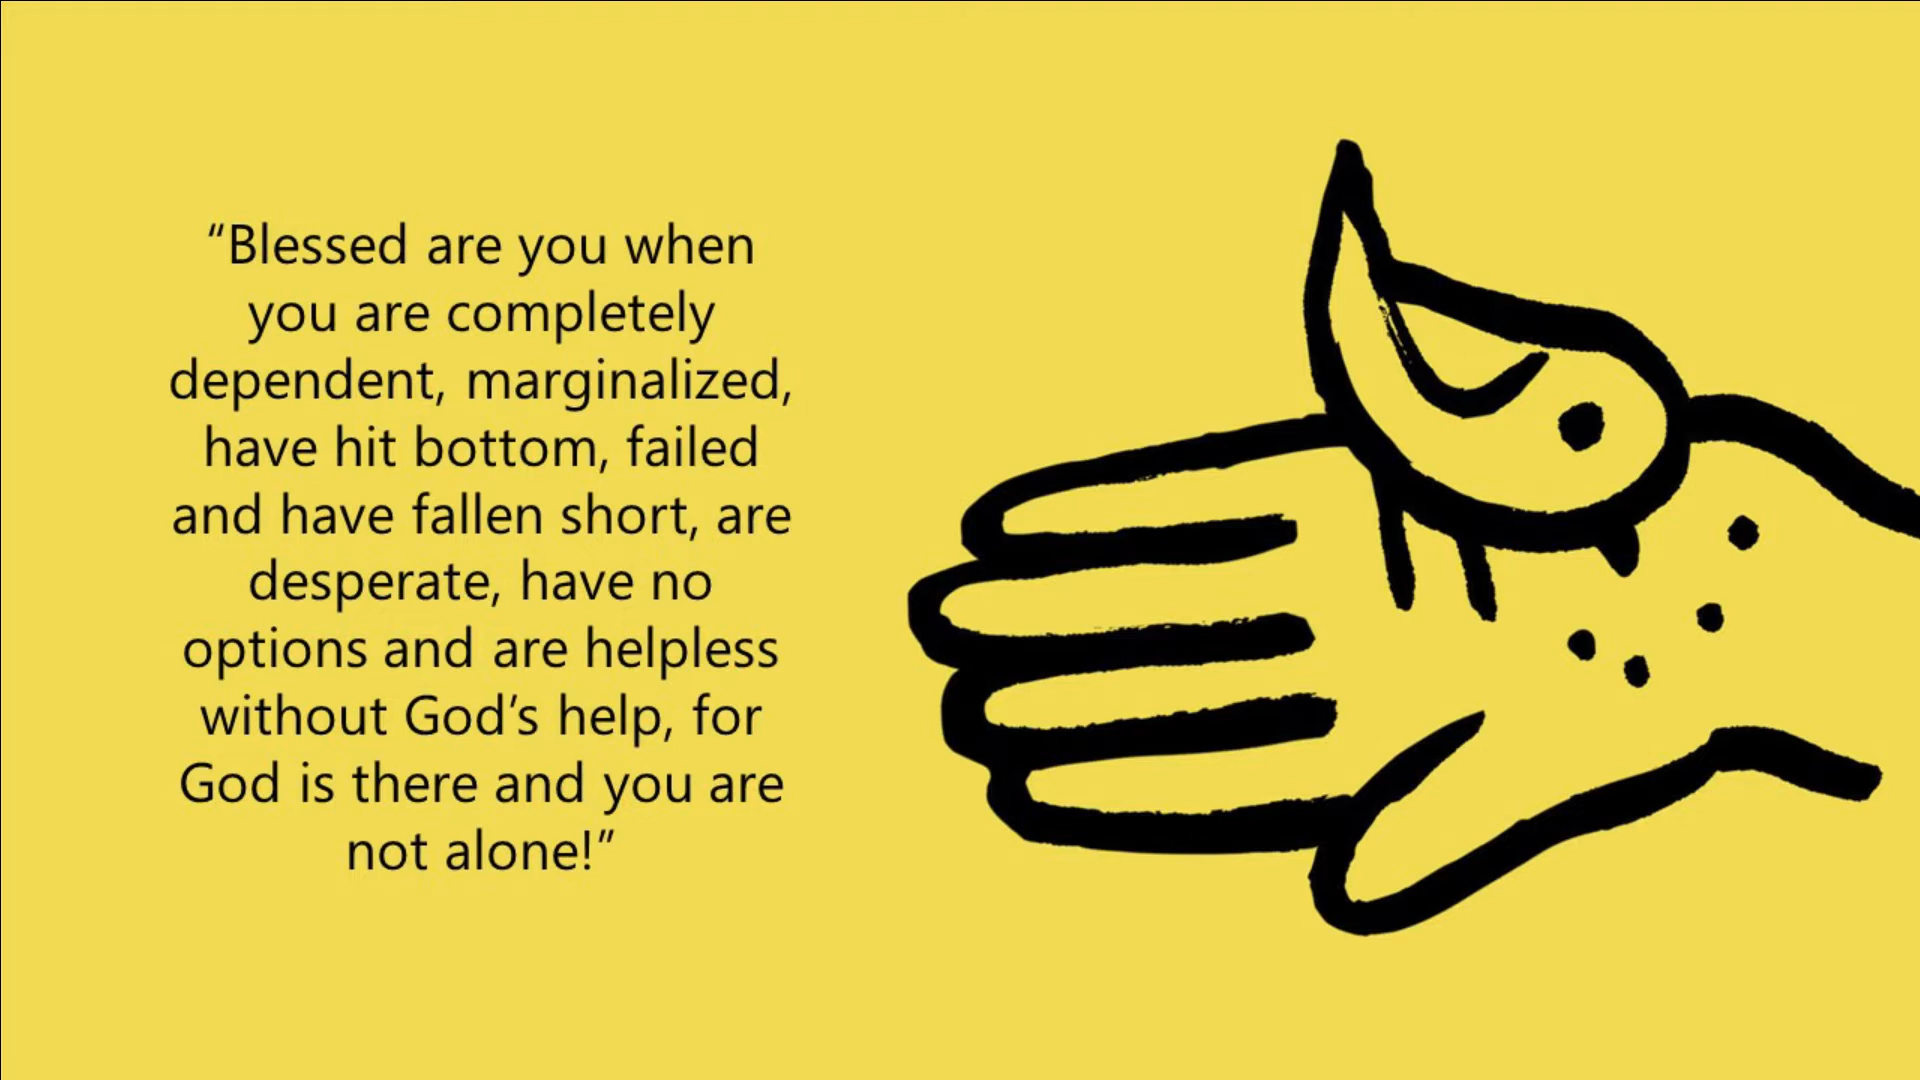 “Blessed are you when
you are completely
dependent, marginalized,
have hit bottom, failed
and have fallen short, are
desperate, have no
options and are helpless
without God’s help, for
God is there and you are
not alone!”